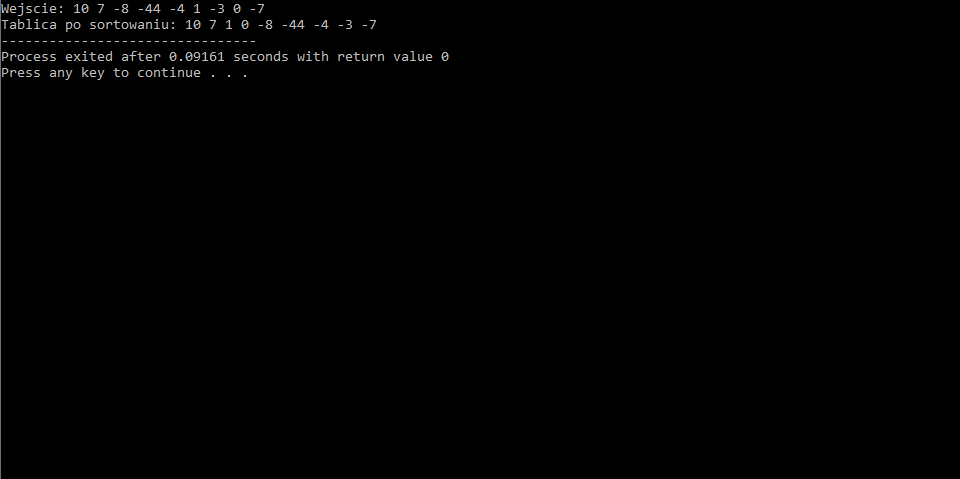 Wejscie: 10 7 -8 -44 -4 1 -3 0 -7
Tablica po sortowaniu: 10 7 1 0 -8 -44 -4 -3 -7
--------------------------------
Process exited after 0.09161 seconds with return value 0
Press any key to continue . . .